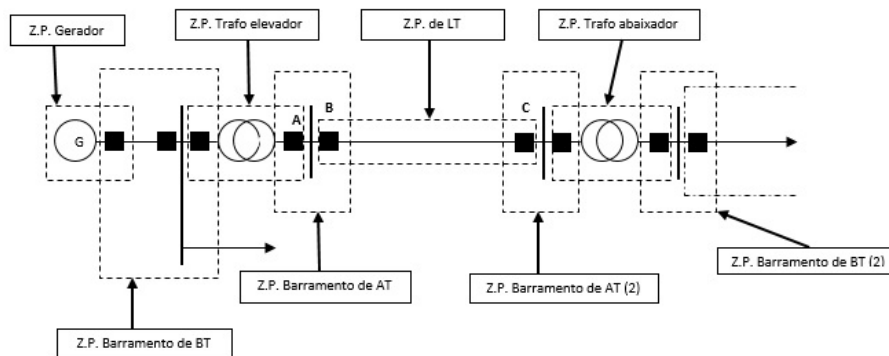 Z.P. Gerador
Z.P. Trafo elevador
Z.P. de LT
Z.P. Trafo abaixador
A
B
C
G
Z.P. Barramento de AT
Z.P. Barramento de AT (2)
Z.P. Barramento de BT (2)
Z.P. Barramento de BT